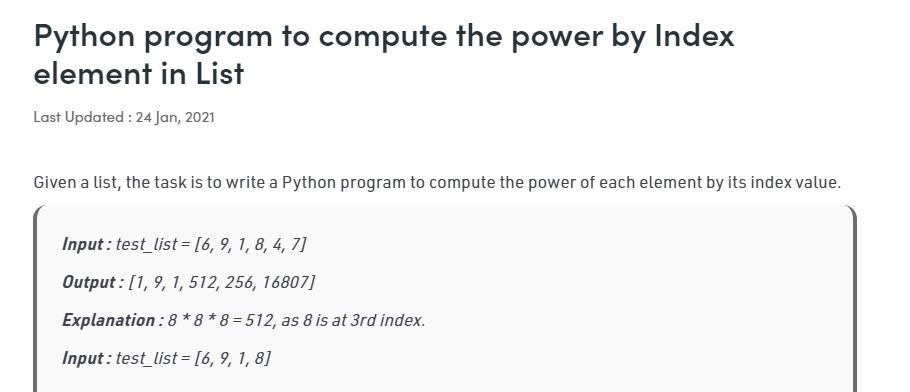 Python program to compute the power by Index
element in List
Last Updated : 24 Jan, 2021
Given a list, the task is to write a Python program to compute the power of each element by its index value.
Input : test_list = [6, 9, 1, 8, 4, 7]
Output : [1, 9, 1, 512, 256, 16807]
Explanation : 8 * 8 * 8 = 512, as 8 is at 3rd index.
Input : test_list = [6, 9, 1, 8]